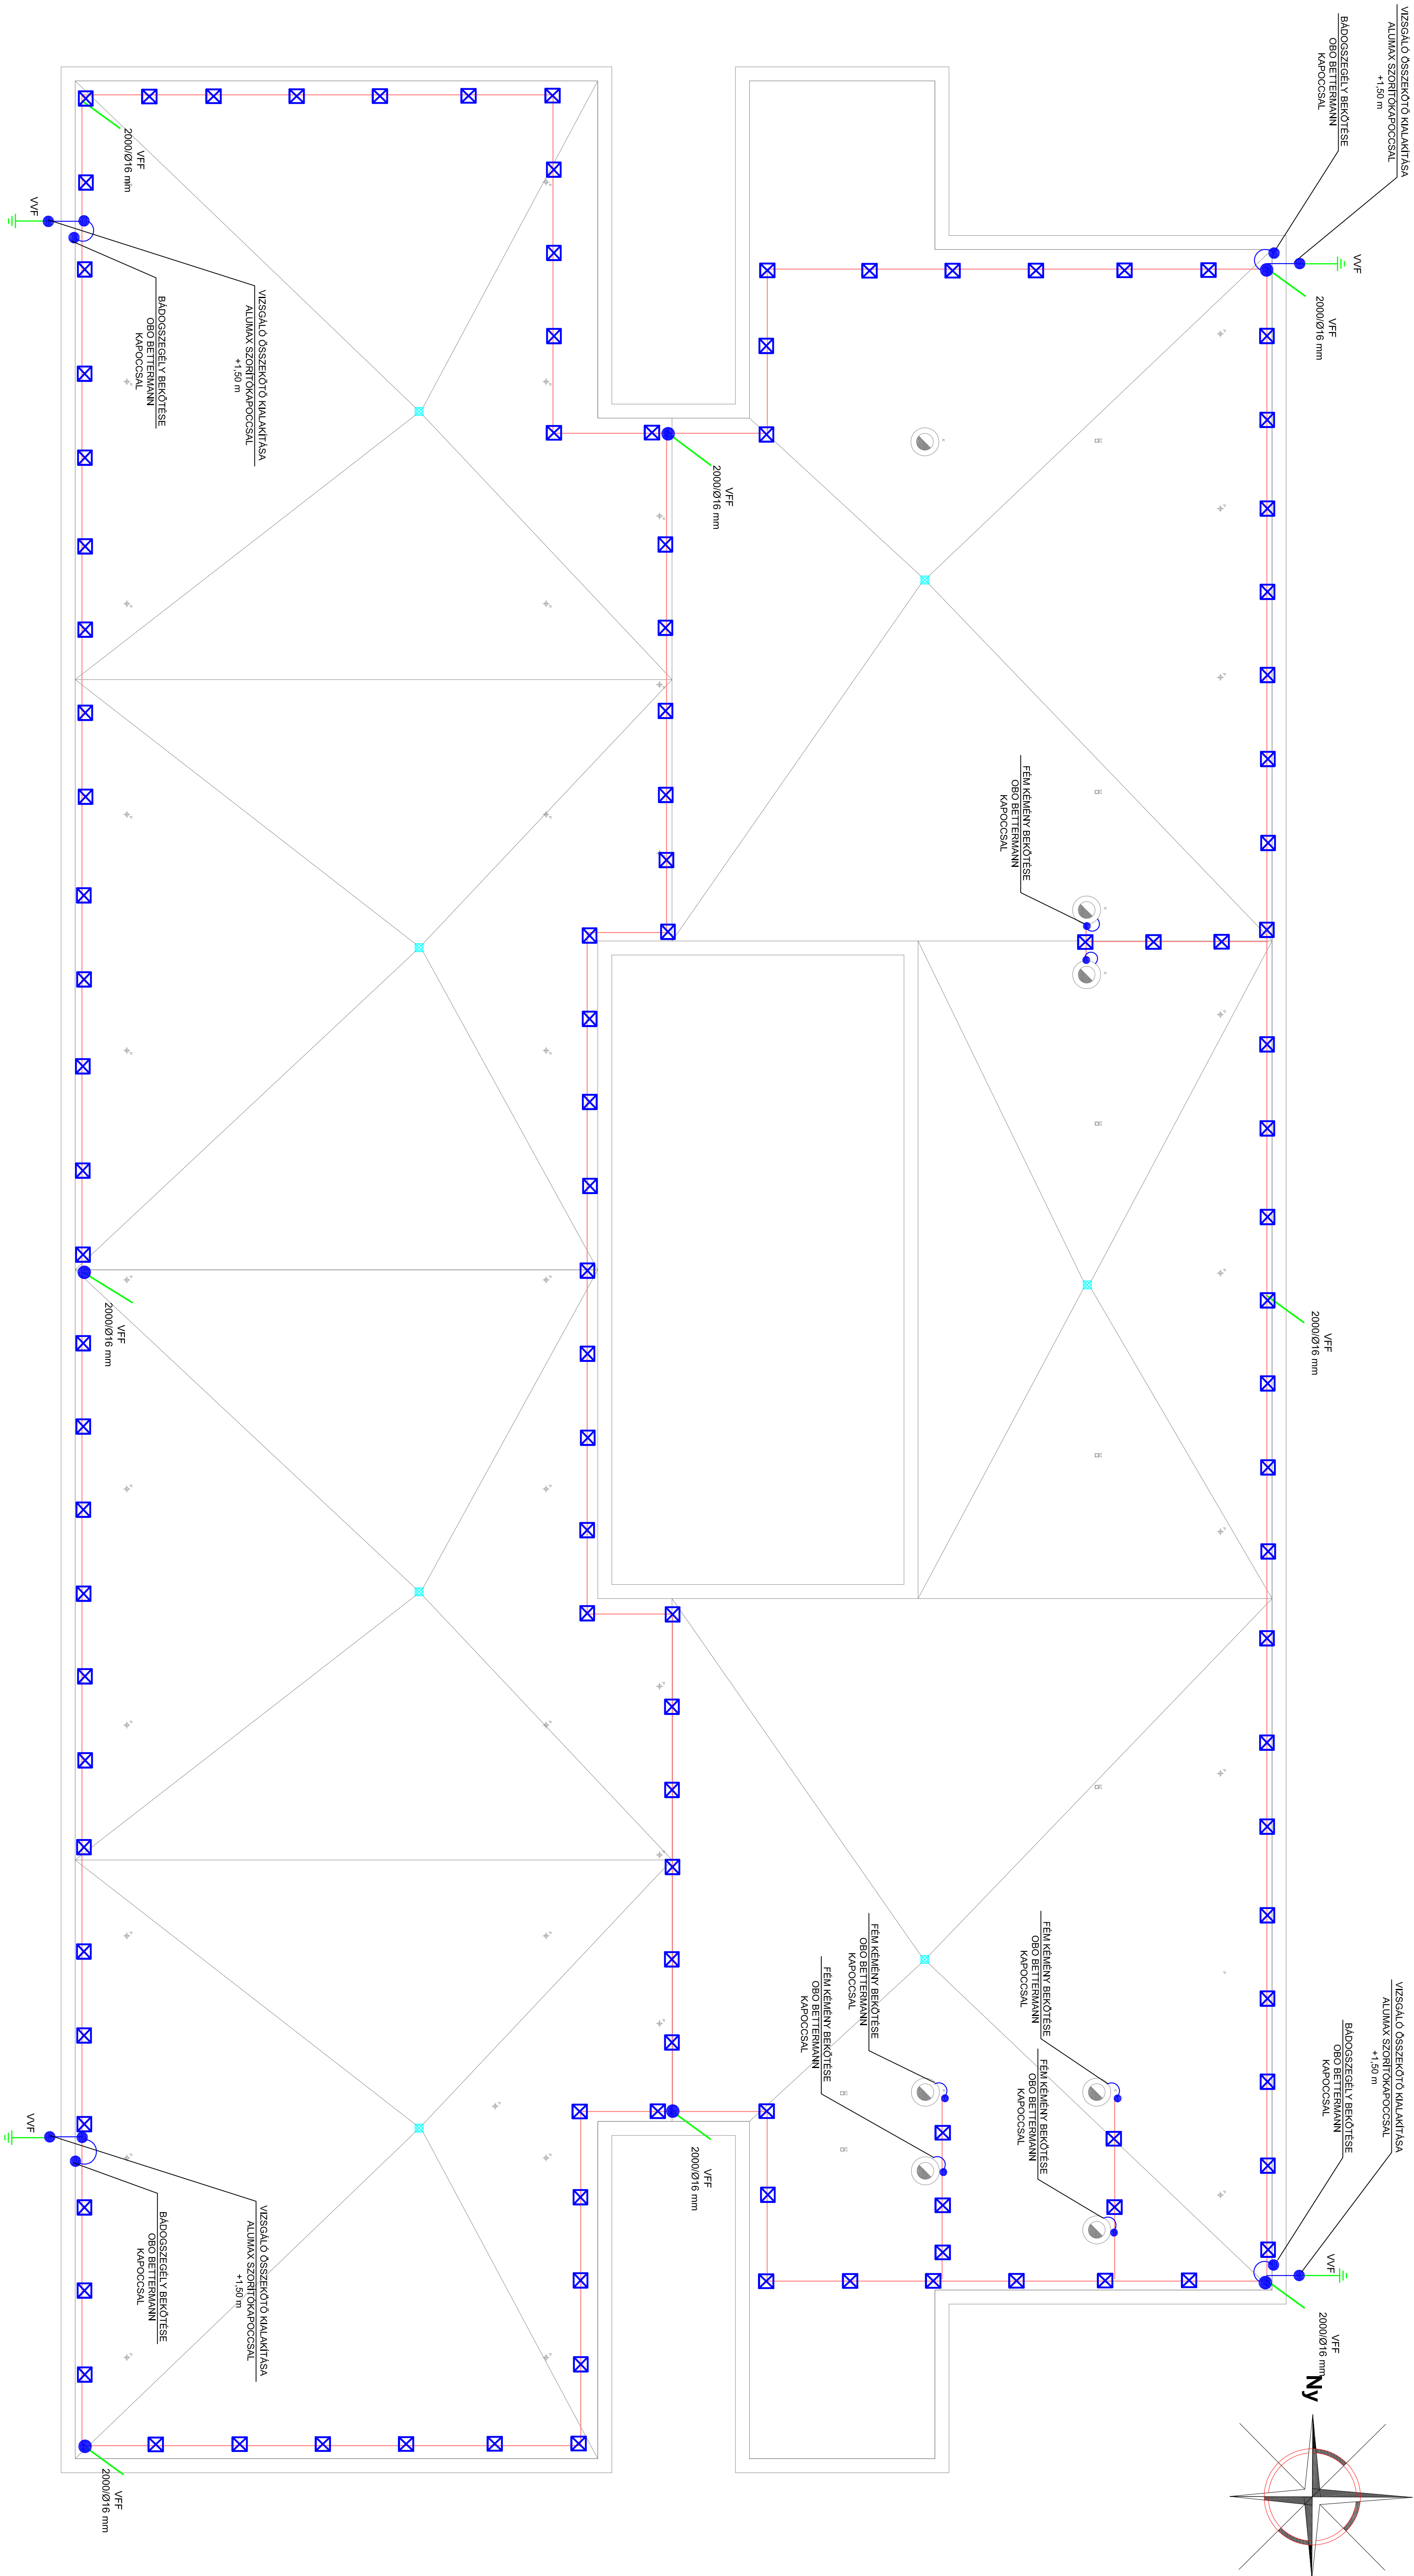 VIZSGÁLÓ ÖSSZEKÖTŐ KIALAKÍTÁSA
ALUMAX SZORÍTÓKAPOCCSAL
+1,50 m
BÁDOGSZEGÉLY BEKÖTÉSE
OBO BETTERMANN
KAPOCCSAL
VVF
VFF
2000/Ø16 mm
VFF
2000/Ø16 mm
VVF
VIZSGÁLÓ ÖSSZEKÖTŐ KIALAKÍTÁSA
ALUMAX SZORÍTÓKAPOCCSAL
+1,50 m
BÁDOGSZEGÉLY BEKÖTÉSE
OBO BETTERMANN
KAPOCCSAL
VFF
2000/Ø16 mm
FÉM KÉMÉNY BEKÖTÉSE
OBO BETTERMANN
KAPOCCSAL
VFF
2000/Ø16 mm
VFF
2000/Ø16 mm
FÉM KÉMÉNY BEKÖTÉSE
OBO BETTERMANN
KAPOCCSAL
FÉM KÉMÉNY BEKÖTÉSE
OBO BETTERMANN
KAPOCCSAL
FÉM KÉMÉNY BEKÖTÉSE
OBO BETTERMANN
KAPOCCSAL
FÉM KÉMÉNY BEKÖTÉSE
OBO BETTERMANN
KAPOCCSAL
VIZSGÁLÓ ÖSSZEKÖTŐ KIALAKÍTÁSA
ALUMAX SZORÍTÓKAPOCCSAL
+1,50 m
BÁDOGSZEGÉLY BEKÖTÉSE
OBO BETTERMANN
KAPOCCSAL
VVF
VFF
2000/Ø16 mm
VFF
2000/Ø16 mm
VVF
VIZSGÁLÓ ÖSSZEKÖTŐ KIALAKÍTÁSA
ALUMAX SZORÍTÓKAPOCCSAL
+1,50 m
BÁDOGSZEGÉLY BEKÖTÉSE
OBO BETTERMANN
KAPOCCSAL
VFF
2000/Ø16 mm
Ny